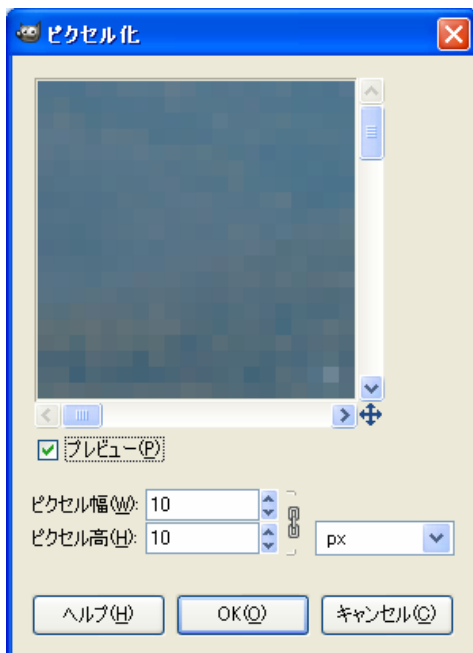 ピクセル化
プレビュー(P)
ピクセル幅(W): 10
ピクセル高(H): 10
px
ヘルプ(H) OK(O) キャンセル(C)